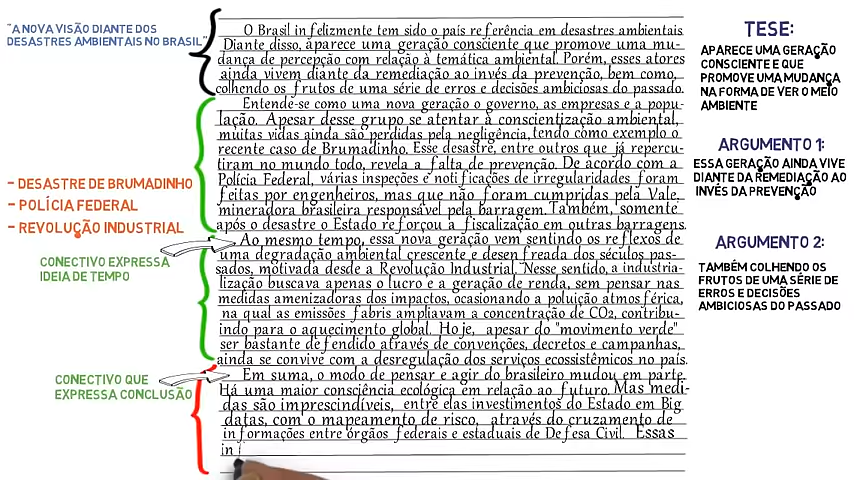 "A NOVA VISÃO DIANTE DOS
DESASTRES AMBIENTAIS NO BRASIL"
O Brasil infelizmente tem sido o país referência em desastres ambientais
Diante disso, aparece uma geração consciente que promove uma mu-
dança de percepção com relação à temática ambiental. Porém, esses atores
ainda vivem diante da remediação ao invés da prevenção, bem como,
colhendo os frutos de uma série de erros e decisões ambiciosas do passado.
Entende-se como uma nova geração o governo, as empresas e a popu-
lação. Apesar desse grupo se atentar à conscientização ambiental,
muitas vidas ainda são perdidas pela negligência, tendo como exemplo o
recente caso de Brumadinho. Esse desastre, entre outros que já repercu-
tiram no mundo todo, revela a falta de prevenção. De acordo com a
Polícia Federal, várias inspeções e notificações de irregularidades foram
feitas por engenheiros, mas que não foram cumpridas pela Vale,
mineradora brasileira responsável pela barragem. Também, somente
após o desastre o Estado reforçou a fiscalização em outras barragens.
Ao mesmo tempo, essa nova geração vem sentindo os reflexos de
uma degradação ambiental crescente e desenfreada dos séculos pas-
sados, motivada desde a Revolução Industrial. Nesse sentido, a industria-
lização buscava apenas o lucro e a geração de renda, sem pensar nas
medidas amenizadoras dos impactos, ocasionando a poluição atmosférica,
na qual as emissões fabris ampliavam a concentração de CO2, contribu-
indo para o aquecimento global. Hoje, apesar do "movimento verde"
ser bastante defendido através de convenções, decretos e campanhas,
ainda se convive com a desregulação dos serviços ecossistêmicos no país.
Em suma, o modo de pensar e agir do brasileiro mudou em parte.
Há uma maior consciência ecológica em relação ao futuro. Mas medi-
das são imprescindíveis, entre elas investimentos do Estado em Big
datas, com o mapeamento de risco, através do cruzamento de
informações entre órgãos federais e estaduais de Defesa Civil. Essas
in
- DESASTRE DE BRUMADINHO
- POLÍCIA FEDERAL
- REVOLUÇÃO INDUSTRIAL
CONECTIVO EXPRESSA
IDEIA DE TEMPO
CONECTIVO QUE
EXPRESSA CONCLUSÃO
TESE:
APARECE UMA GERAÇÃO
CONSCIENTE E QUE
PROMOVE UMA MUDANÇA
NA FORMA DE VER O MEIO
AMBIENTE
ARGUMENTO 1:
ESSA GERAÇÃO AINDA VIVE
DIANTE DA REMEDIAÇÃO AO
INVÉS DA PREVENÇÃO
ARGUMENTO 2:
TAMBÉM COLHENDO OS
FRUTOS DE UMA SÉRIE DE
ERROS E DECISÕES
AMBICIOSAS DO PASSADO